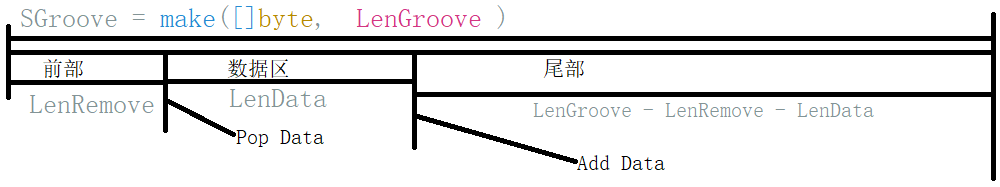 SGroove = make([]byte, LenGroove )
前部 数据区 尾部
LenRemove LenData LenGroove - LenRemove - LenData
Pop Data Add Data